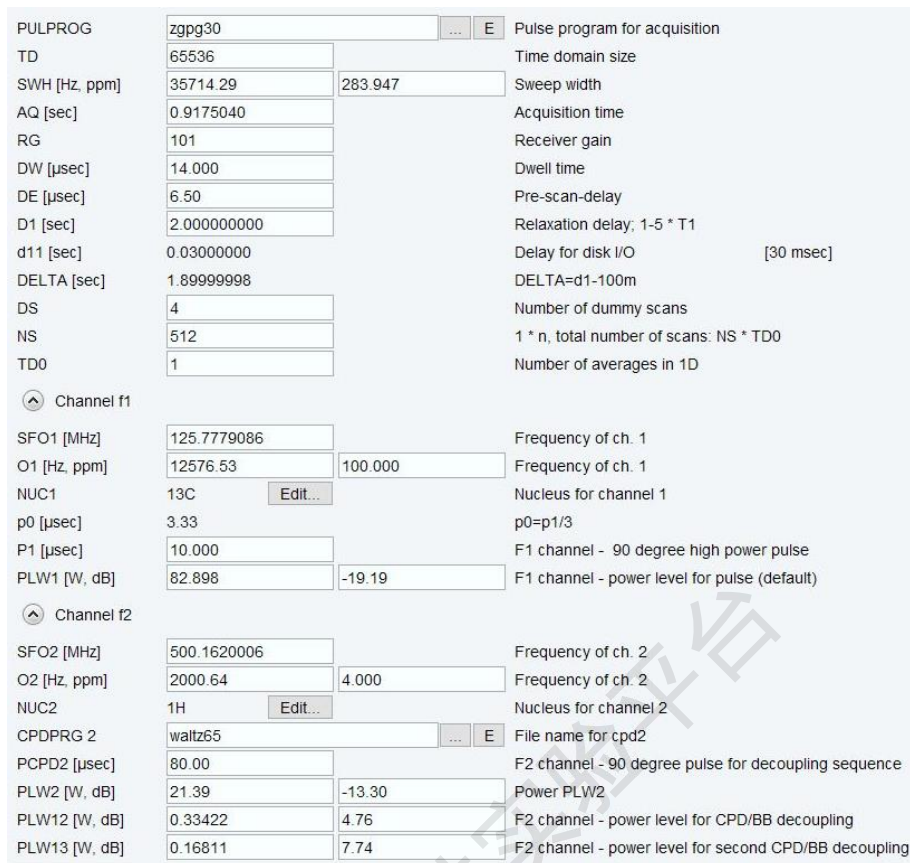 PULPROG zgpg30 ... E Pulse program for acquisition
TD 65536 Time domain size
SWH [Hz, ppm] 35714.29 283.947 Sweep width
AQ [sec] 0.9175040 Acquisition time
RG 101 Receiver gain
DW [µsec] 14.000 Dwell time
DE [µsec] 6.50 Pre-scan-delay
D1 [sec] 2.000000000 Relaxation delay; 1-5 * T1
d11 [sec] 0.03000000 Delay for disk I/O [30 msec]
DELTA [sec] 1.89999998 DELTA=d1-100m
DS 4 Number of dummy scans
NS 512 1 * n, total number of scans: NS * TD0
TD0 1 Number of averages in 1D
Channel f1
SFO1 [MHz] 125.7779086 Frequency of ch. 1
O1 [Hz, ppm] 12576.53 100.000 Frequency of ch. 1
NUC1 13C Edit... Nucleus for channel 1
p0 [µsec] 3.33 p0=p1/3
P1 [µsec] 10.000 F1 channel - 90 degree high power pulse
PLW1 [W, dB] 82.898 -19.19 F1 channel - power level for pulse (default)
Channel f2
SFO2 [MHz] 500.1620006 Frequency of ch. 2
O2 [Hz, ppm] 2000.64 4.000 Frequency of ch. 2
NUC2 1H Edit... Nucleus for channel 2
CPDPRG 2 waltz65 ... E File name for cpd2
PCPD2 [µsec] 80.00 F2 channel - 90 degree pulse for decoupling sequence
PLW2 [W, dB] 21.39 -13.30 Power PLW2
PLW12 [W, dB] 0.33422 4.76 F2 channel - power level for CPD/BB decoupling
PLW13 [W, dB] 0.16811 7.74 F2 channel - power level for second CPD/BB decoupling
实验平台